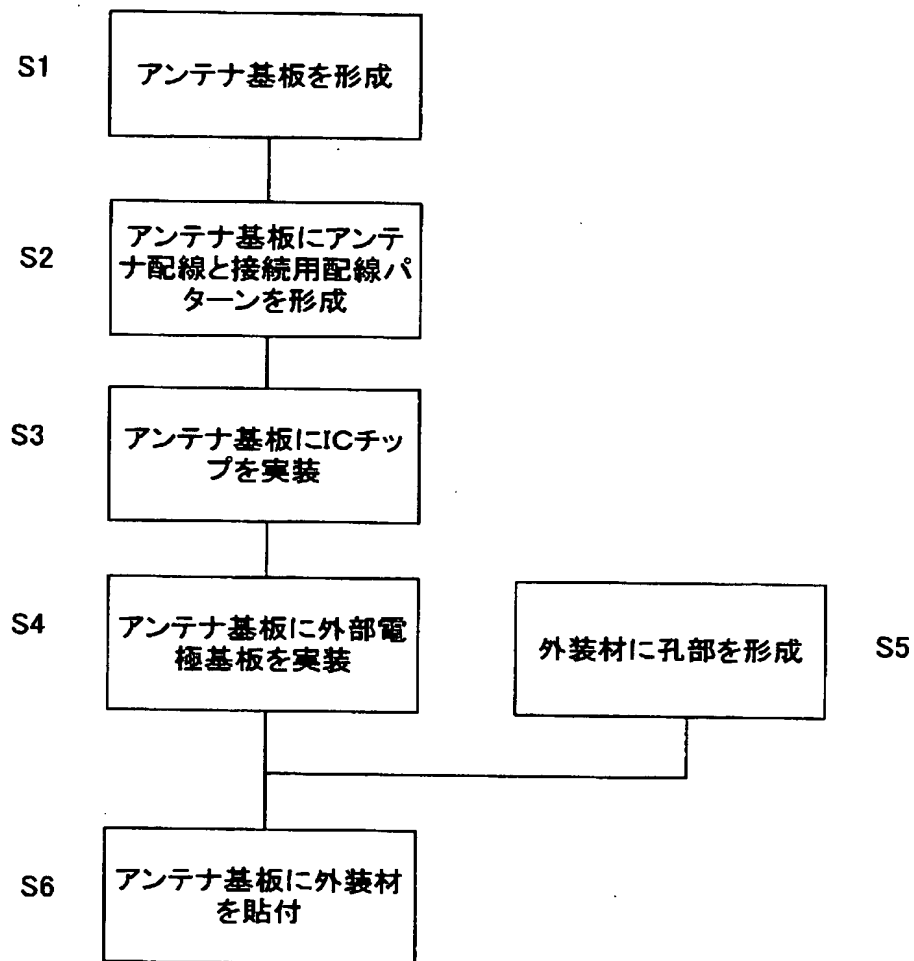 S1
アンテナ基板を形成
S2
アンテナ基板にアンテ
ナ配線と接続用配線パ
ターンを形成
S3
アンテナ基板にICチッ
プを実装
S4
アンテナ基板に外部電
極基板を実装
外装材に孔部を形成
S5
S6
アンテナ基板に外装材
を貼付